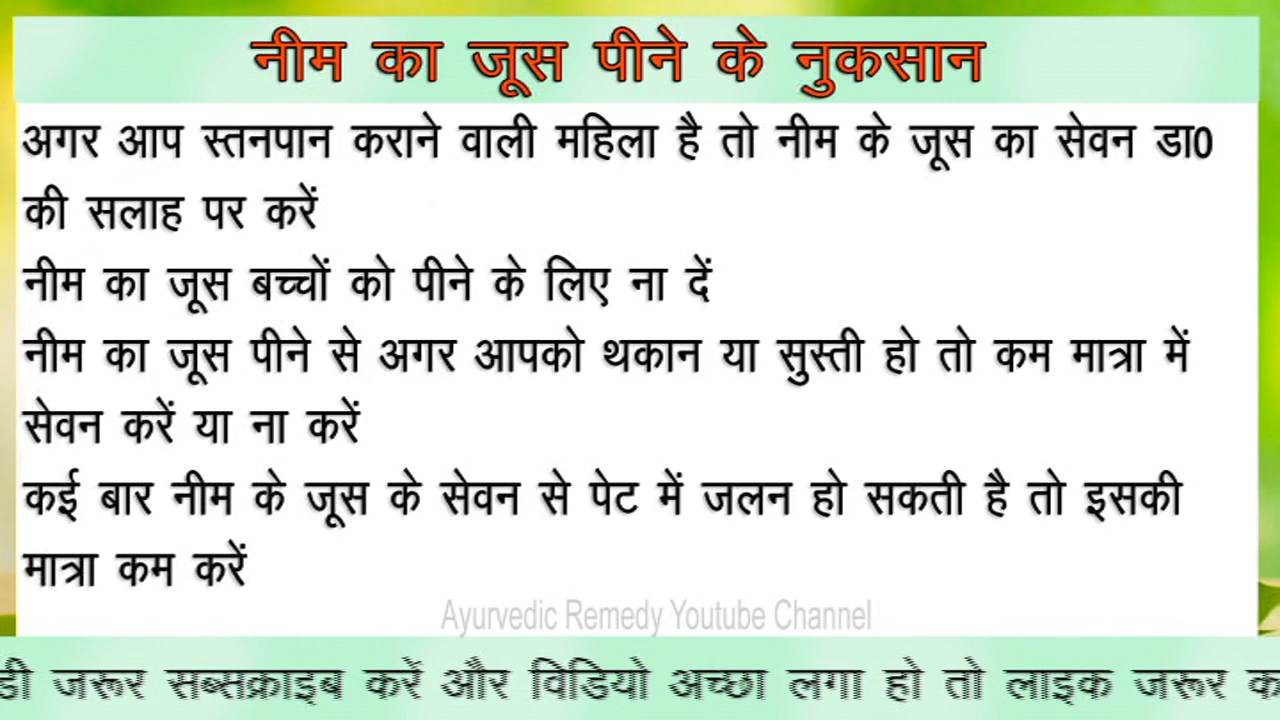 नीम का जूस पीने के नुकसान
अगर आप स्तनपान कराने वाली महिला है तो नीम के जूस का सेवन डा0
की सलाह पर करें
नीम का जूस बच्चों को पीने के लिए ना दें
नीम का जूस पीने से अगर आपको थकान या सुस्ती हो तो कम मात्रा में
सेवन करें या ना करें
कई बार नीम के जूस के सेवन से पेट में जलन हो सकती है तो इसकी
मात्रा कम करें
Ayurvedic Remedy Youtube Channel
जरूर सब्सक्राइब करें और विडियो अच्छा लगा हो तो लाइक जरूर